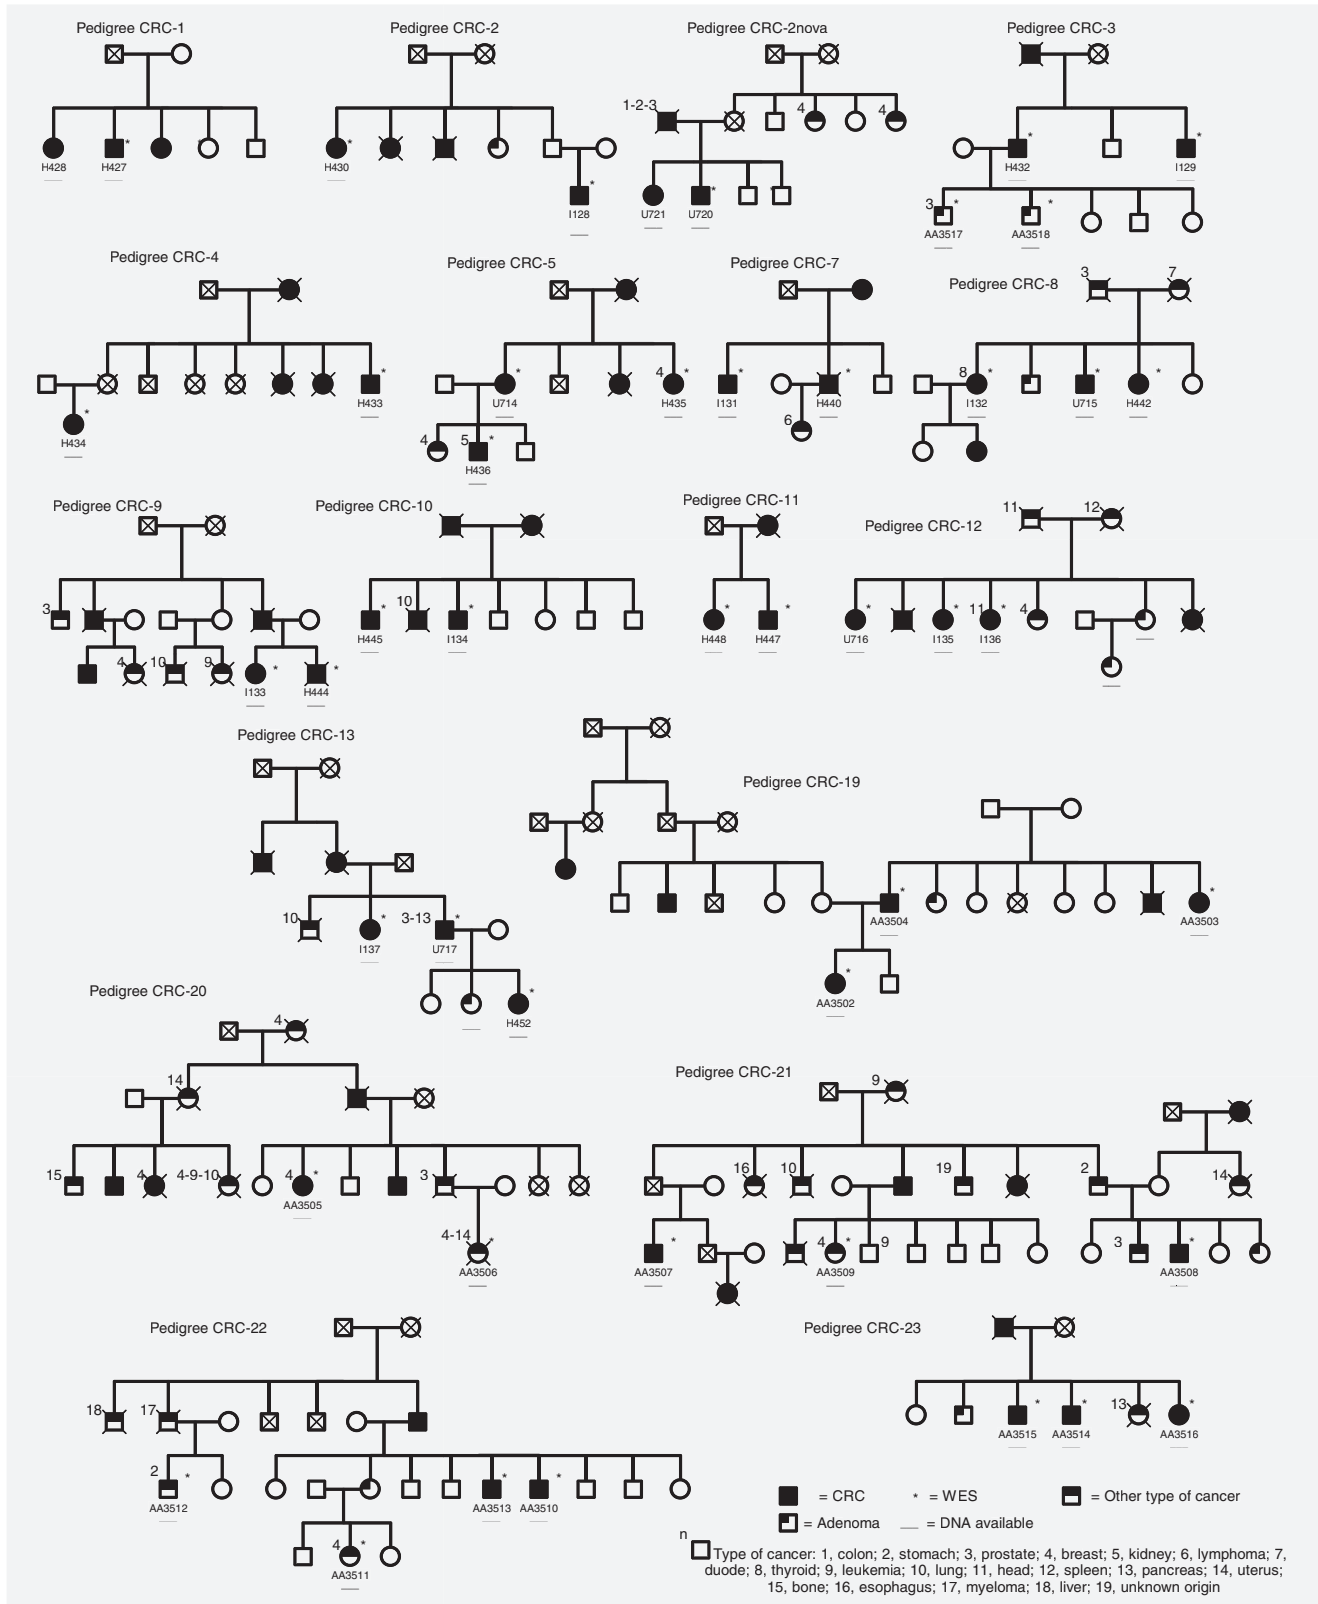 Pedigree CRC-1
Pedigree CRC-2
Pedigree CRC-2nova
Pedigree CRC-3
1-2-3
4
4
*
*
*
*
H428
H427
H430
H432
I129
*
*
I128
U721
U720
3
*
*
AA3517
AA3518
Pedigree CRC-4
Pedigree CRC-5
Pedigree CRC-7
Pedigree CRC-8
3
7
*
*
4
*
*
*
8
*
*
*
H433
U714
H435
I131
H440
I132
U715
H442
*
H434
4
5
*
H436
6
Pedigree CRC-9
Pedigree CRC-10
Pedigree CRC-11
Pedigree CRC-12
11
12
3
*
10
*
*
*
*
*
11
*
4
H445
I134
H448
H447
U716
I135
I136
4
10
9
*
*
I133
H444
Pedigree CRC-13
Pedigree CRC-19
10
*
3-13
*
I137
U717
*
*
AA3504
AA3503
*
H452
*
AA3502
Pedigree CRC-20
4
Pedigree CRC-21
9
14
15
4
4-9-10
4
*
3
AA3505
16
10
19
2
14
4-14
*
AA3506
*
4
*
9
3
*
AA3507
AA3509
AA3508
Pedigree CRC-22
Pedigree CRC-23
18
17
*
*
13
*
AA3515
AA3514
AA3516
2
*
*
*
AA3512
AA3513
AA3510
4
*
AA3511
= CRC
* = WES
= Other type of cancer
= Adenoma
= DNA available
n
Type of cancer: 1, colon; 2, stomach; 3, prostate; 4, breast; 5, kidney; 6, lymphoma; 7,
duode; 8, thyroid; 9, leukemia; 10, lung; 11, head; 12, spleen; 13, pancreas; 14, uterus;
15, bone; 16, esophagus; 17, myeloma; 18, liver; 19, unknown origin